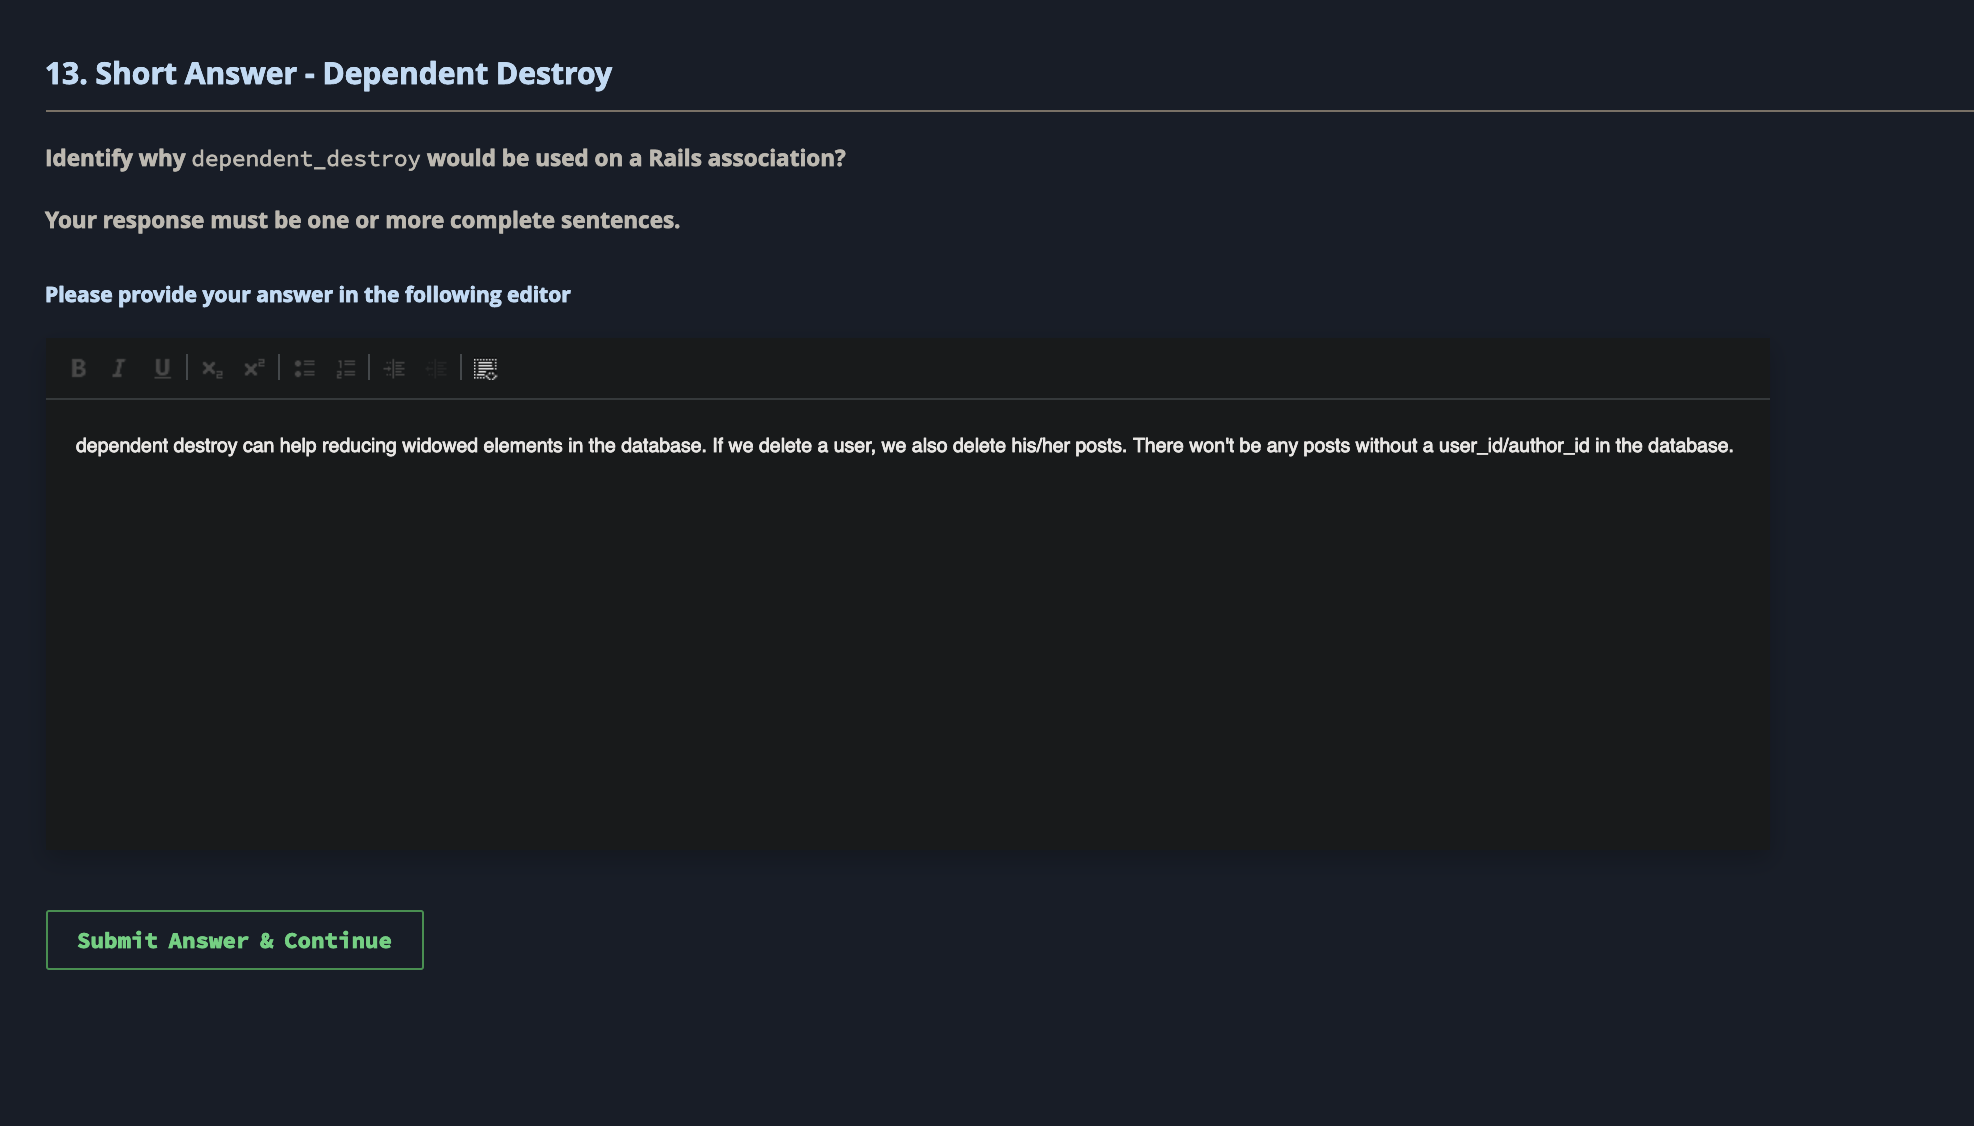 13. Short Answer - Dependent Destroy
Identify why dependent_destroy would be used on a Rails association?
Your response must be one or more complete sentences.
Please provide your answer in the following editor
B I U x₂ x²
dependent destroy can help reducing widowed elements in the database. If we delete a user, we also delete his/her posts. There won't be any posts without a user_id/author_id in the database.
Submit Answer & Continue